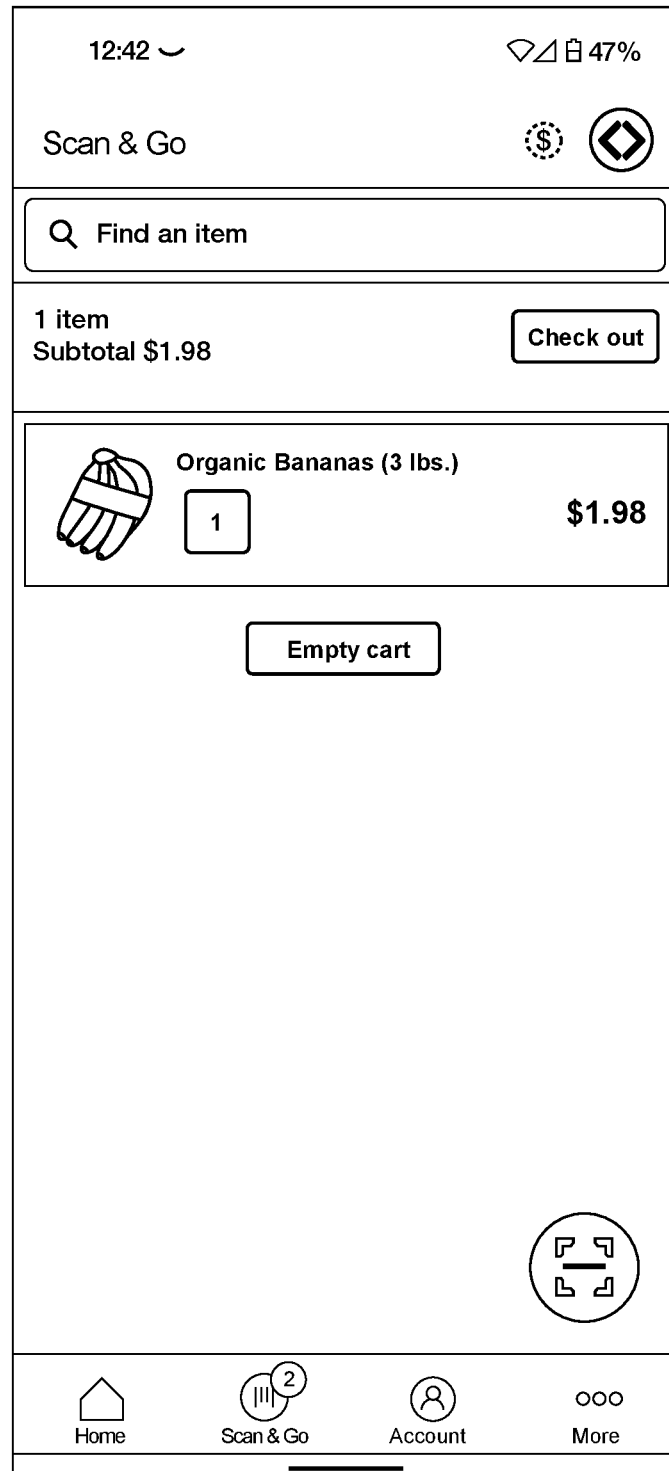 12:42 47%
Scan & Go $
Find an item
1 item
Subtotal $1.98
Check out
Organic Bananas (3 lbs.)
1
$1.98
Empty cart
2
Home Scan & Go Account More